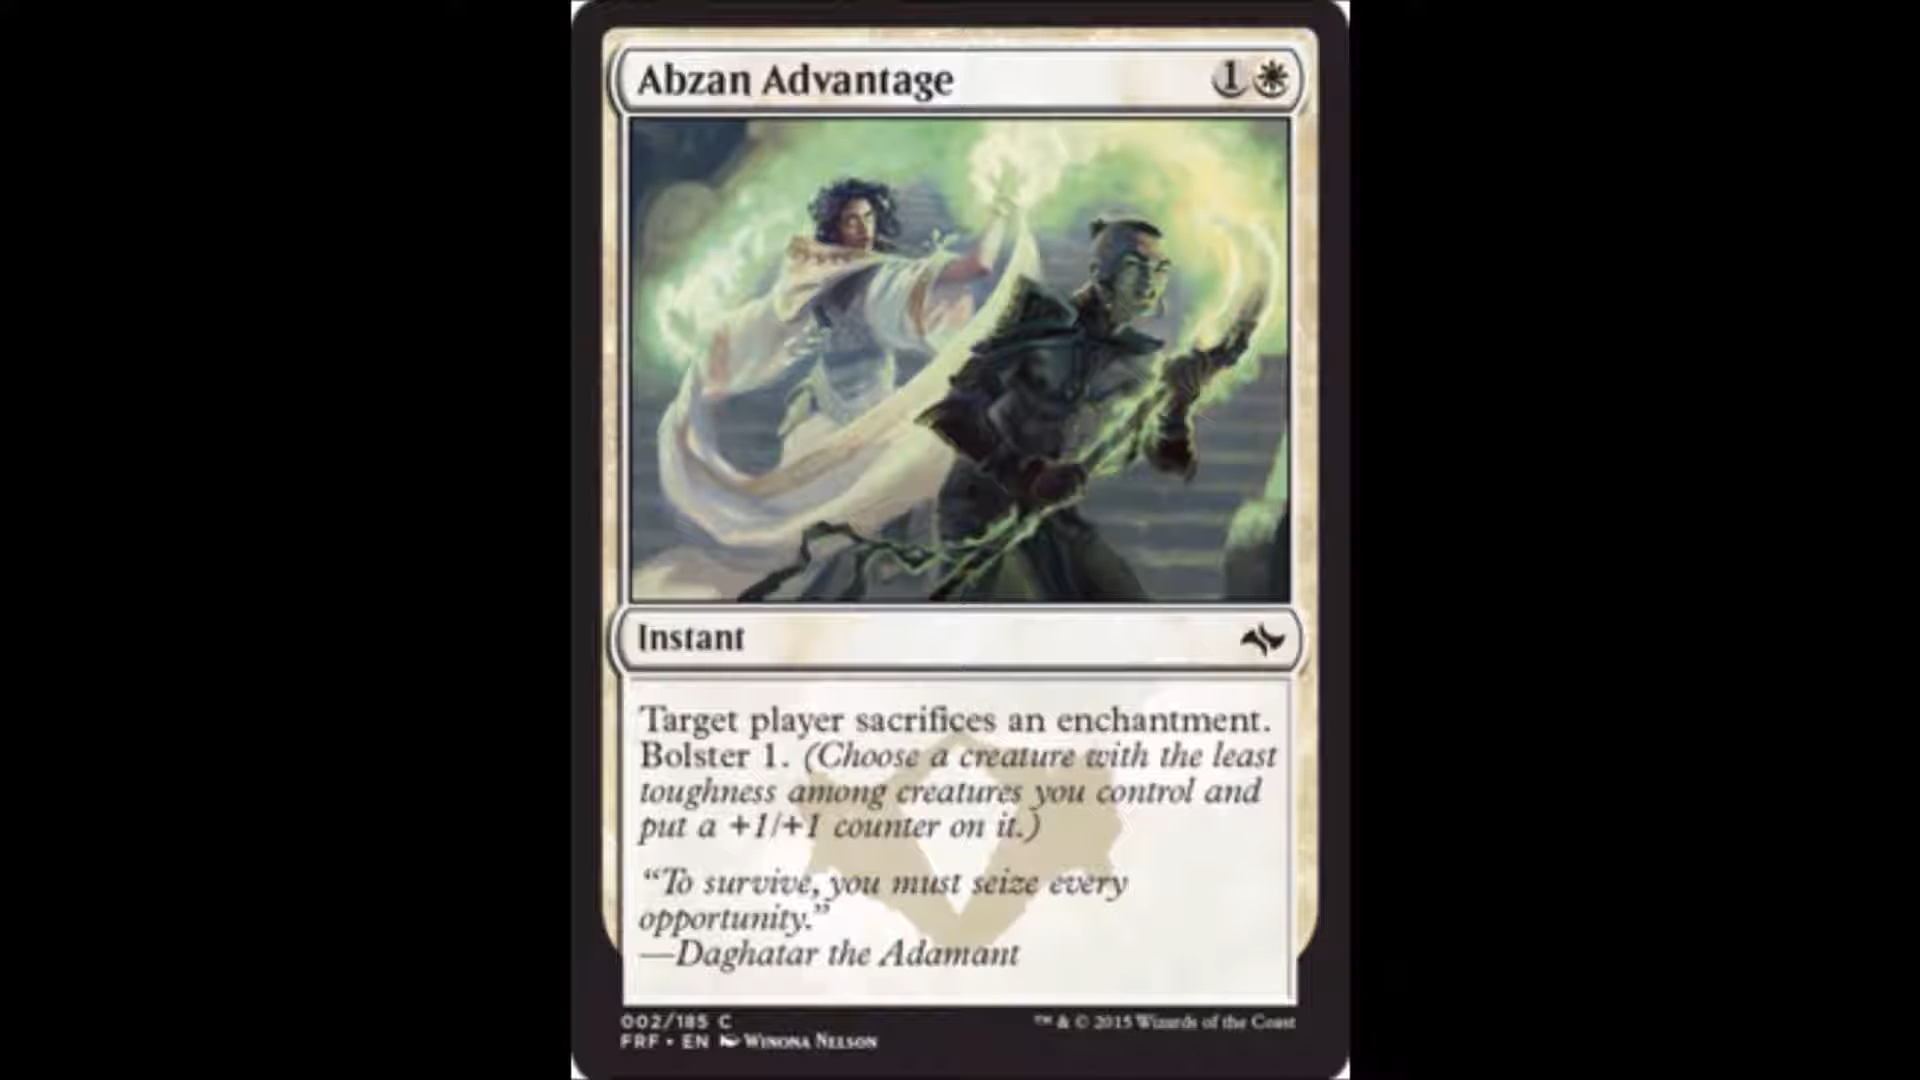 Abzan Advantage 1
Instant
Target player sacrifices an enchantment.
Bolster 1. (Choose a creature with the least
toughness among creatures you control and
put a +1/+1 counter on it.)
“To survive, you must seize every
opportunity.”
—Daghatar the Adamant
002/185 C
™ & © 2015 Wizards of the Coast
FRF • EN Winona Nelson